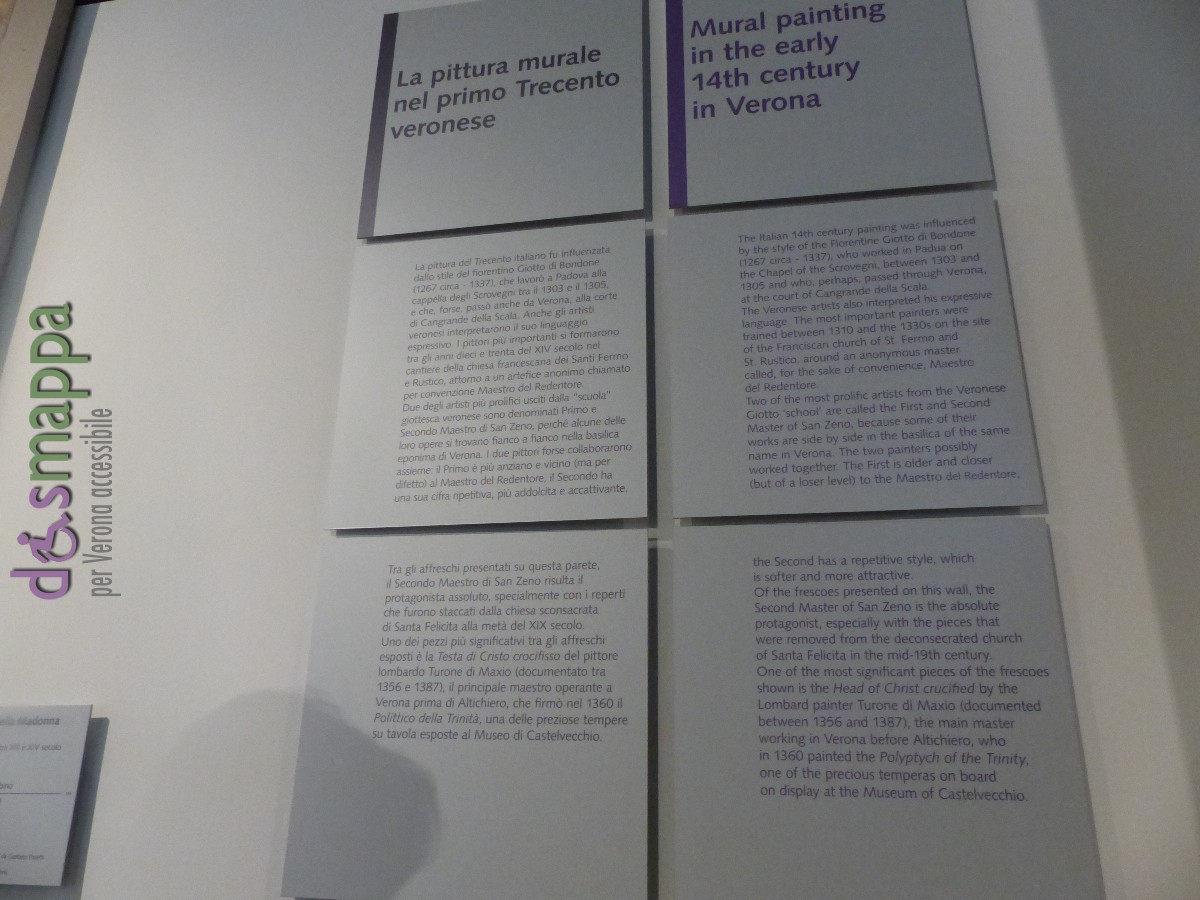 La pittura murale
nel primo Trecento
veronese
La pittura del Trecento italiano fu influenzata
dallo stile del fiorentino Giotto di Bondone
(1267 circa - 1337), che lavorò a Padova alla
cappella degli Scrovegni tra il 1303 e il 1305,
e che, forse, passò anche da Verona, alla corte
di Cangrande della Scala. Anche gli artisti
veronesi interpretarono il suo linguaggio
espressivo. I pittori più importanti si formarono
tra gli anni dieci e trenta del XIV secolo nel
cantiere della chiesa francescana dei Santi Fermo
e Rustico, attorno a un artefice anonimo chiamato
per convenzione Maestro del Redentore.
Due degli artisti più prolifici usciti dalla "scuola"
giottesca veronese sono denominati Primo e
Secondo Maestro di San Zeno, perché alcune delle
loro opere si trovano fianco a fianco nella basilica
eponima di Verona. I due pittori forse collaborarono
assieme: il Primo è più anziano e vicino (ma per
difetto) al Maestro del Redentore, il Secondo ha
una sua cifra ripetitiva, più addolcita e accattivante.
Tra gli affreschi presentati su questa parete,
il Secondo Maestro di San Zeno risulta il
protagonista assoluto, specialmente con i reperti
che furono staccati dalla chiesa sconsacrata
di Santa Felicita alla metà del XIX secolo.
Uno dei pezzi più significativi tra gli affreschi
esposti è la Testa di Cristo crocifisso del pittore
lombardo Turone di Maxio (documentato tra
1356 e 1387), il principale maestro operante a
Verona prima di Altichiero, che firmò nel 1360 il
Polittico della Trinità, una delle preziose tempere
su tavola esposte al Museo di Castelvecchio.
Mural painting
in the early
14th century
in Verona
The Italian 14th century painting was influenced
by the style of the Fiorentine Giotto di Bondone
(1267 circa - 1337), who worked in Padua on
the Chapel of the Scrovegni, between 1303 and
1305 and who, perhaps, passed through Verona,
at the court of Cangrande della Scala.
The Veronese artists also interpreted his expressive
language. The most important painters were
trained between 1310 and the 1330s on the site
of the Franciscan church of St. Fermo and
St. Rustico, around an anonymous master
called, for the sake of convenience, Maestro
del Redentore.
Two of the most prolific artists from the Veronese
Giotto 'school' are called the First and Second
Master of San Zeno, because some of their
works are side by side in the basilica of the same
name in Verona. The two painters possibly
worked together. The First is older and closer
(but of a loser level) to the Maestro del Redentore,
the Second has a repetitive style, which
is softer and more attractive.
Of the frescoes presented on this wall, the
Second Master of San Zeno is the absolute
protagonist, especially with the pieces that
were removed from the deconsecrated church
of Santa Felicita in the mid-19th century.
One of the most significant pieces of the frescoes
shown is the Head of Christ crucified by the
Lombard painter Turone di Maxio (documented
between 1356 and 1387), the main master
working in Verona before Altichiero, who
in 1360 painted the Polyptych of the Trinity,
one of the precious temperas on board
on display at the Museum of Castelvecchio.
dismappa
per Verona accessibile
Madonna
XIV secolo